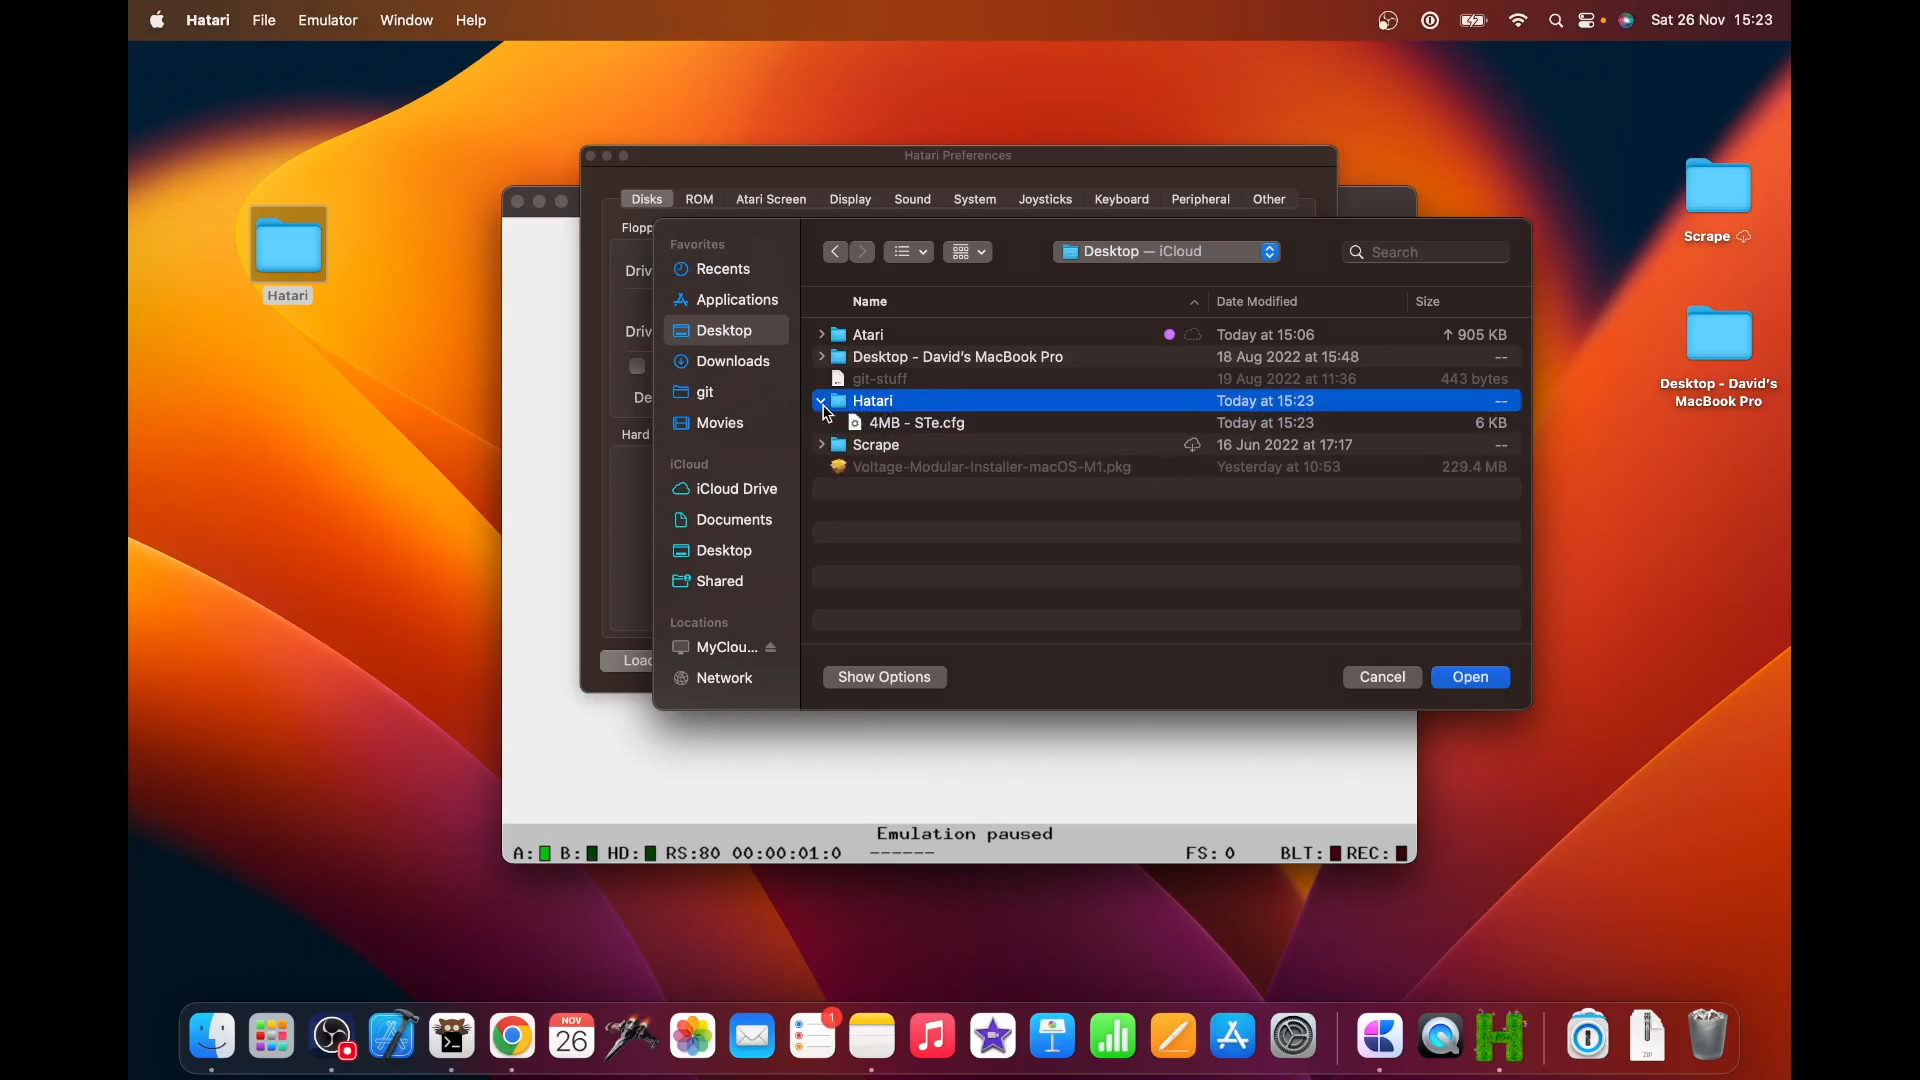 Hatari File Emulator Window Help Sat 26 Nov 15:23
Hatari Preferences
Disks ROM Atari Screen Display Sound System Joysticks Keyboard Peripheral Other
Flopp
Driv
Driv
De
Hard
Load
Favorites
Recents
Applications
Desktop
Downloads
git
Movies
iCloud
iCloud Drive
Documents
Desktop
Shared
Locations
MyClou...
Network
Desktop — iCloud
Search
Name Date Modified Size
Atari Today at 15:06 ↑ 905 KB
Desktop - David's MacBook Pro 18 Aug 2022 at 15:48 --
git-stuff 19 Aug 2022 at 11:36 443 bytes
Hatari Today at 15:23 --
4MB - STe.cfg Today at 15:23 6 KB
Scrape 16 Jun 2022 at 17:17 --
Voltage-Modular-Installer-macOS-M1.pkg Yesterday at 10:53 229.4 MB
Show Options Cancel Open
Hatari
Scrape
Desktop - David's
MacBook Pro
Emulation paused
A: B: HD: RS:80 00:00:01:0 ------ FS: 0 BLT: REC:
NOV
26
1
ZIP